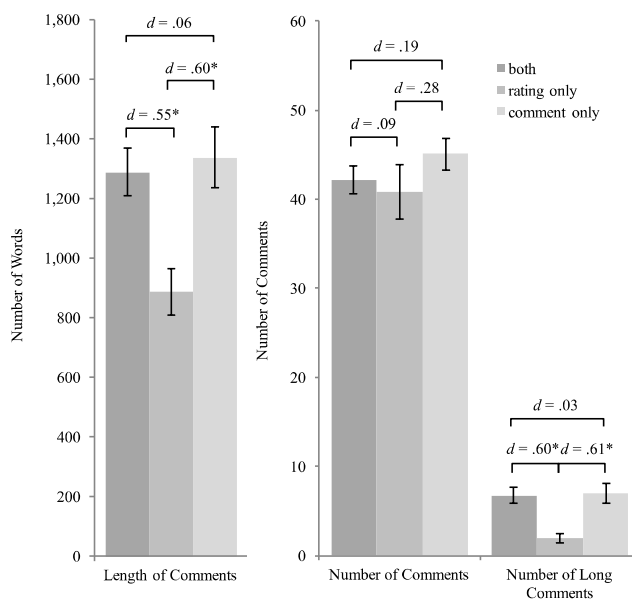 1,800
1,600
1,400
1,200
1,000
800
600
400
200
0
Number of Words
d = .06
d = .60*
d = .55*
Length of Comments
60
50
40
30
20
10
0
Number of Comments
d = .19
d = .28
d = .09
both
rating only
comment only
d = .03
d = .60*
d = .61*
Number of Comments
Number of Long
Comments